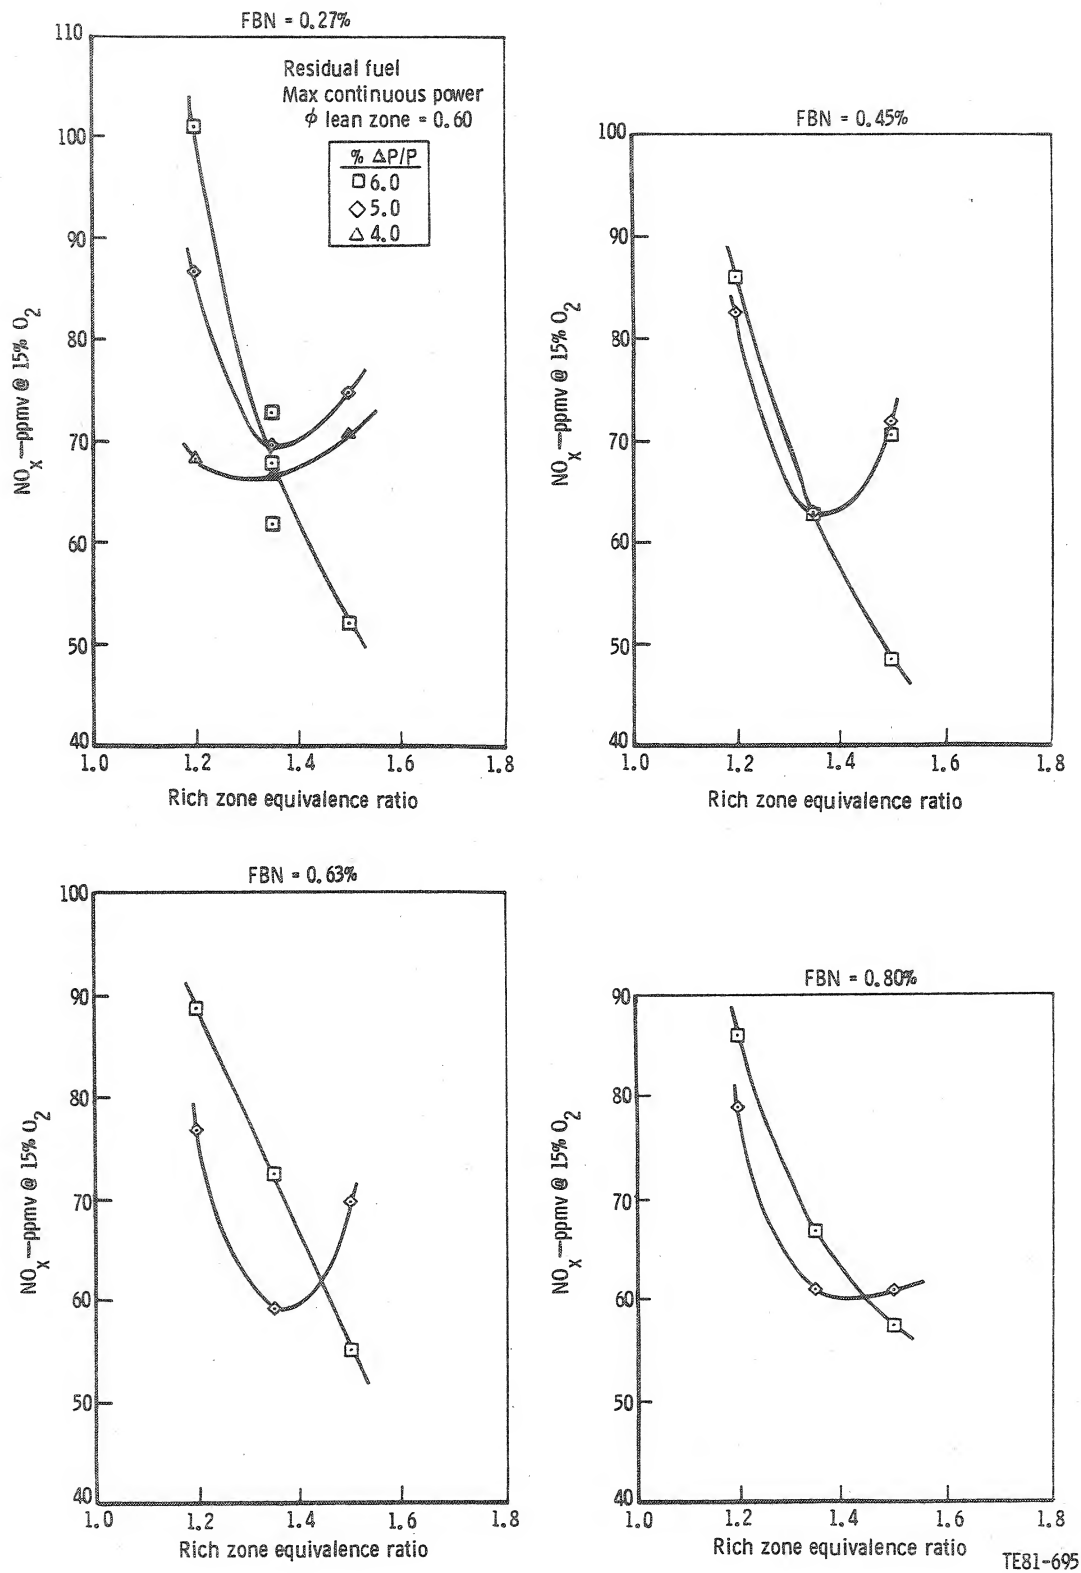 FBN = 0.27%
110
100
90
80
70
60
50
40
1.0 1.2 1.4 1.6 1.8
NOx—ppmv @ 15% O2
Rich zone equivalence ratio
Residual fuel
Max continuous power
ϕ lean zone = 0.60
% ΔP/P
6.0
5.0
4.0
FBN = 0.45%
100
90
80
70
60
50
40
1.0 1.2 1.4 1.6 1.8
NOx—ppmv @ 15% O2
Rich zone equivalence ratio
FBN = 0.63%
100
90
80
70
60
50
40
1.0 1.2 1.4 1.6 1.8
NOx—ppmv @ 15% O2
Rich zone equivalence ratio
FBN = 0.80%
90
80
70
60
50
40
1.0 1.2 1.4 1.6 1.8
NOx—ppmv @ 15% O2
Rich zone equivalence ratio
TE81-695